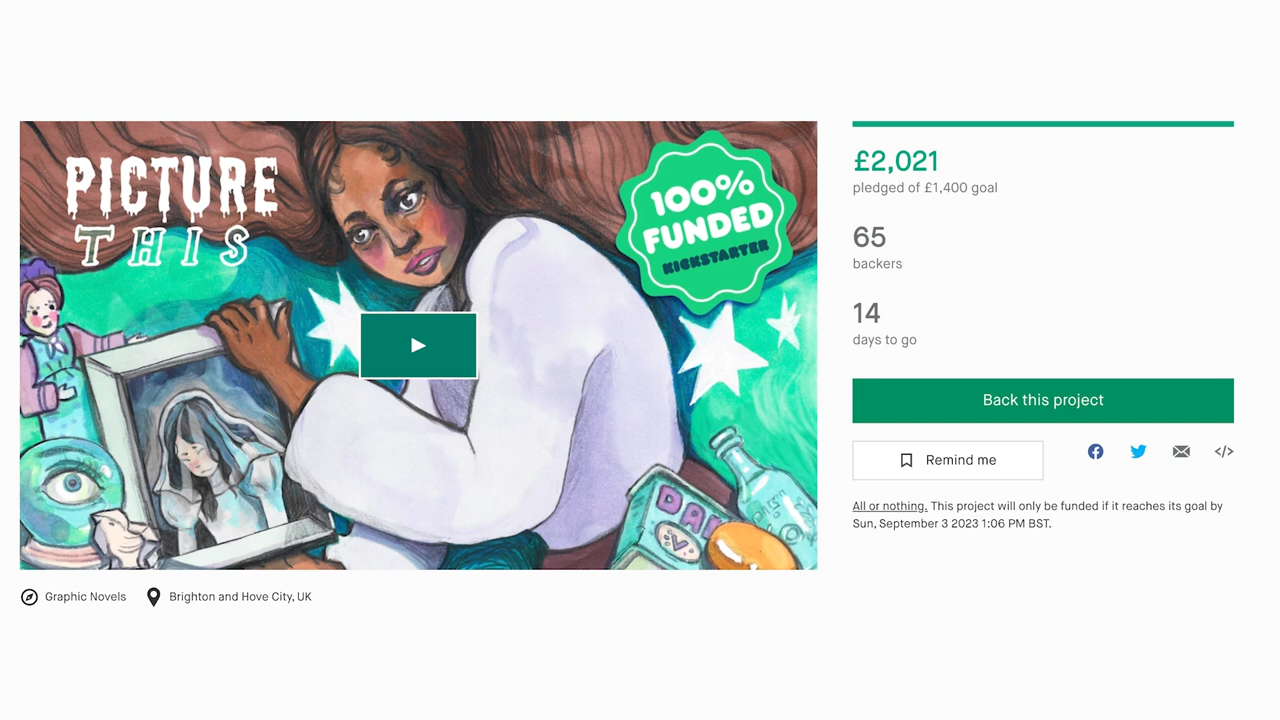 PICTURE
THIS
100%
FUNDED
KICKSTARTER
£2,021
pledged of £1,400 goal
65
backers
14
days to go
Back this project
Remind me
All or nothing. This project will only be funded if it reaches its goal by
Sun, September 3 2023 1:06 PM BST.
Graphic Novels
Brighton and Hove City, UK